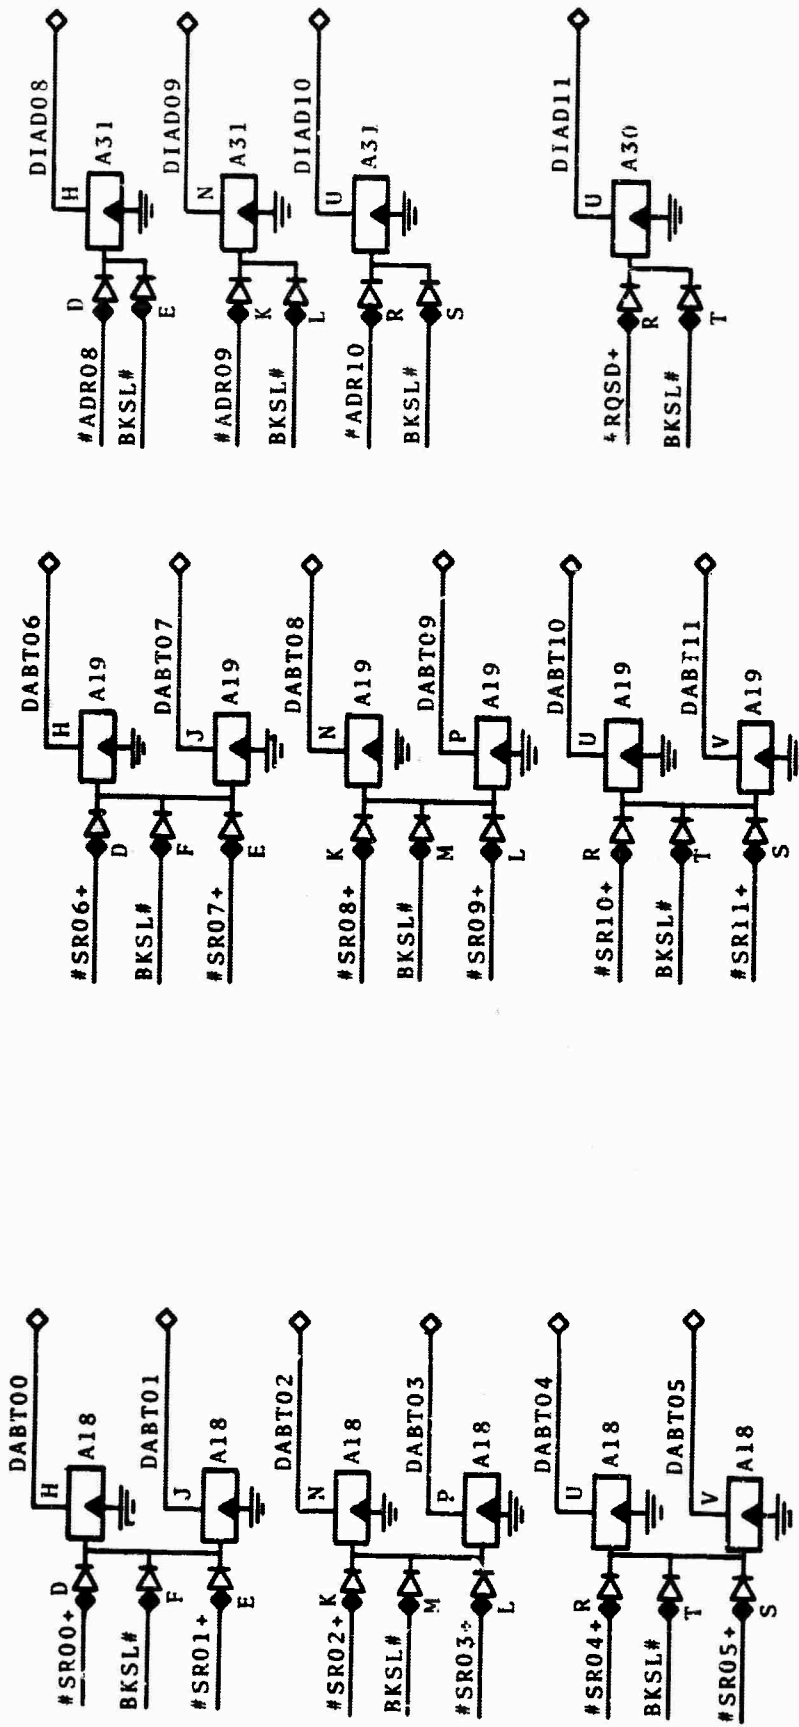 DIAD08
H
A31
D
#ADR08
BKSL#
E
DIAD09
N
A31
#ADR09
K
BKSL#
L
DIAD10
U
A31
#ADR10
R
BKSL#
S
DIAD11
U
A30
RQSD+
R
BKSL#
T
DABT06
H
A19
#SR06+
D
BKSL#
F
DABT07
J
A19
#SR07+
E
DABT08
N
A19
K
#SR08+
BKSL#
M
DABT09
P
A19
#SR09+
L
DABT10
U
A19
R
#SR10+
BKSL#
T
DABT11
V
A19
#SR11+
S
DABT00
H
A18
D
#SR00+
BKSL#
F
DABT01
J
A18
#SR01+
E
DABT02
N
A18
K
#SR02+
BKSL#
M
DABT03
P
A18
#SR03+
L
DABT04
U
A18
R
#SR04+
BKSL#
T
DABT05
V
A18
#SR05+
S